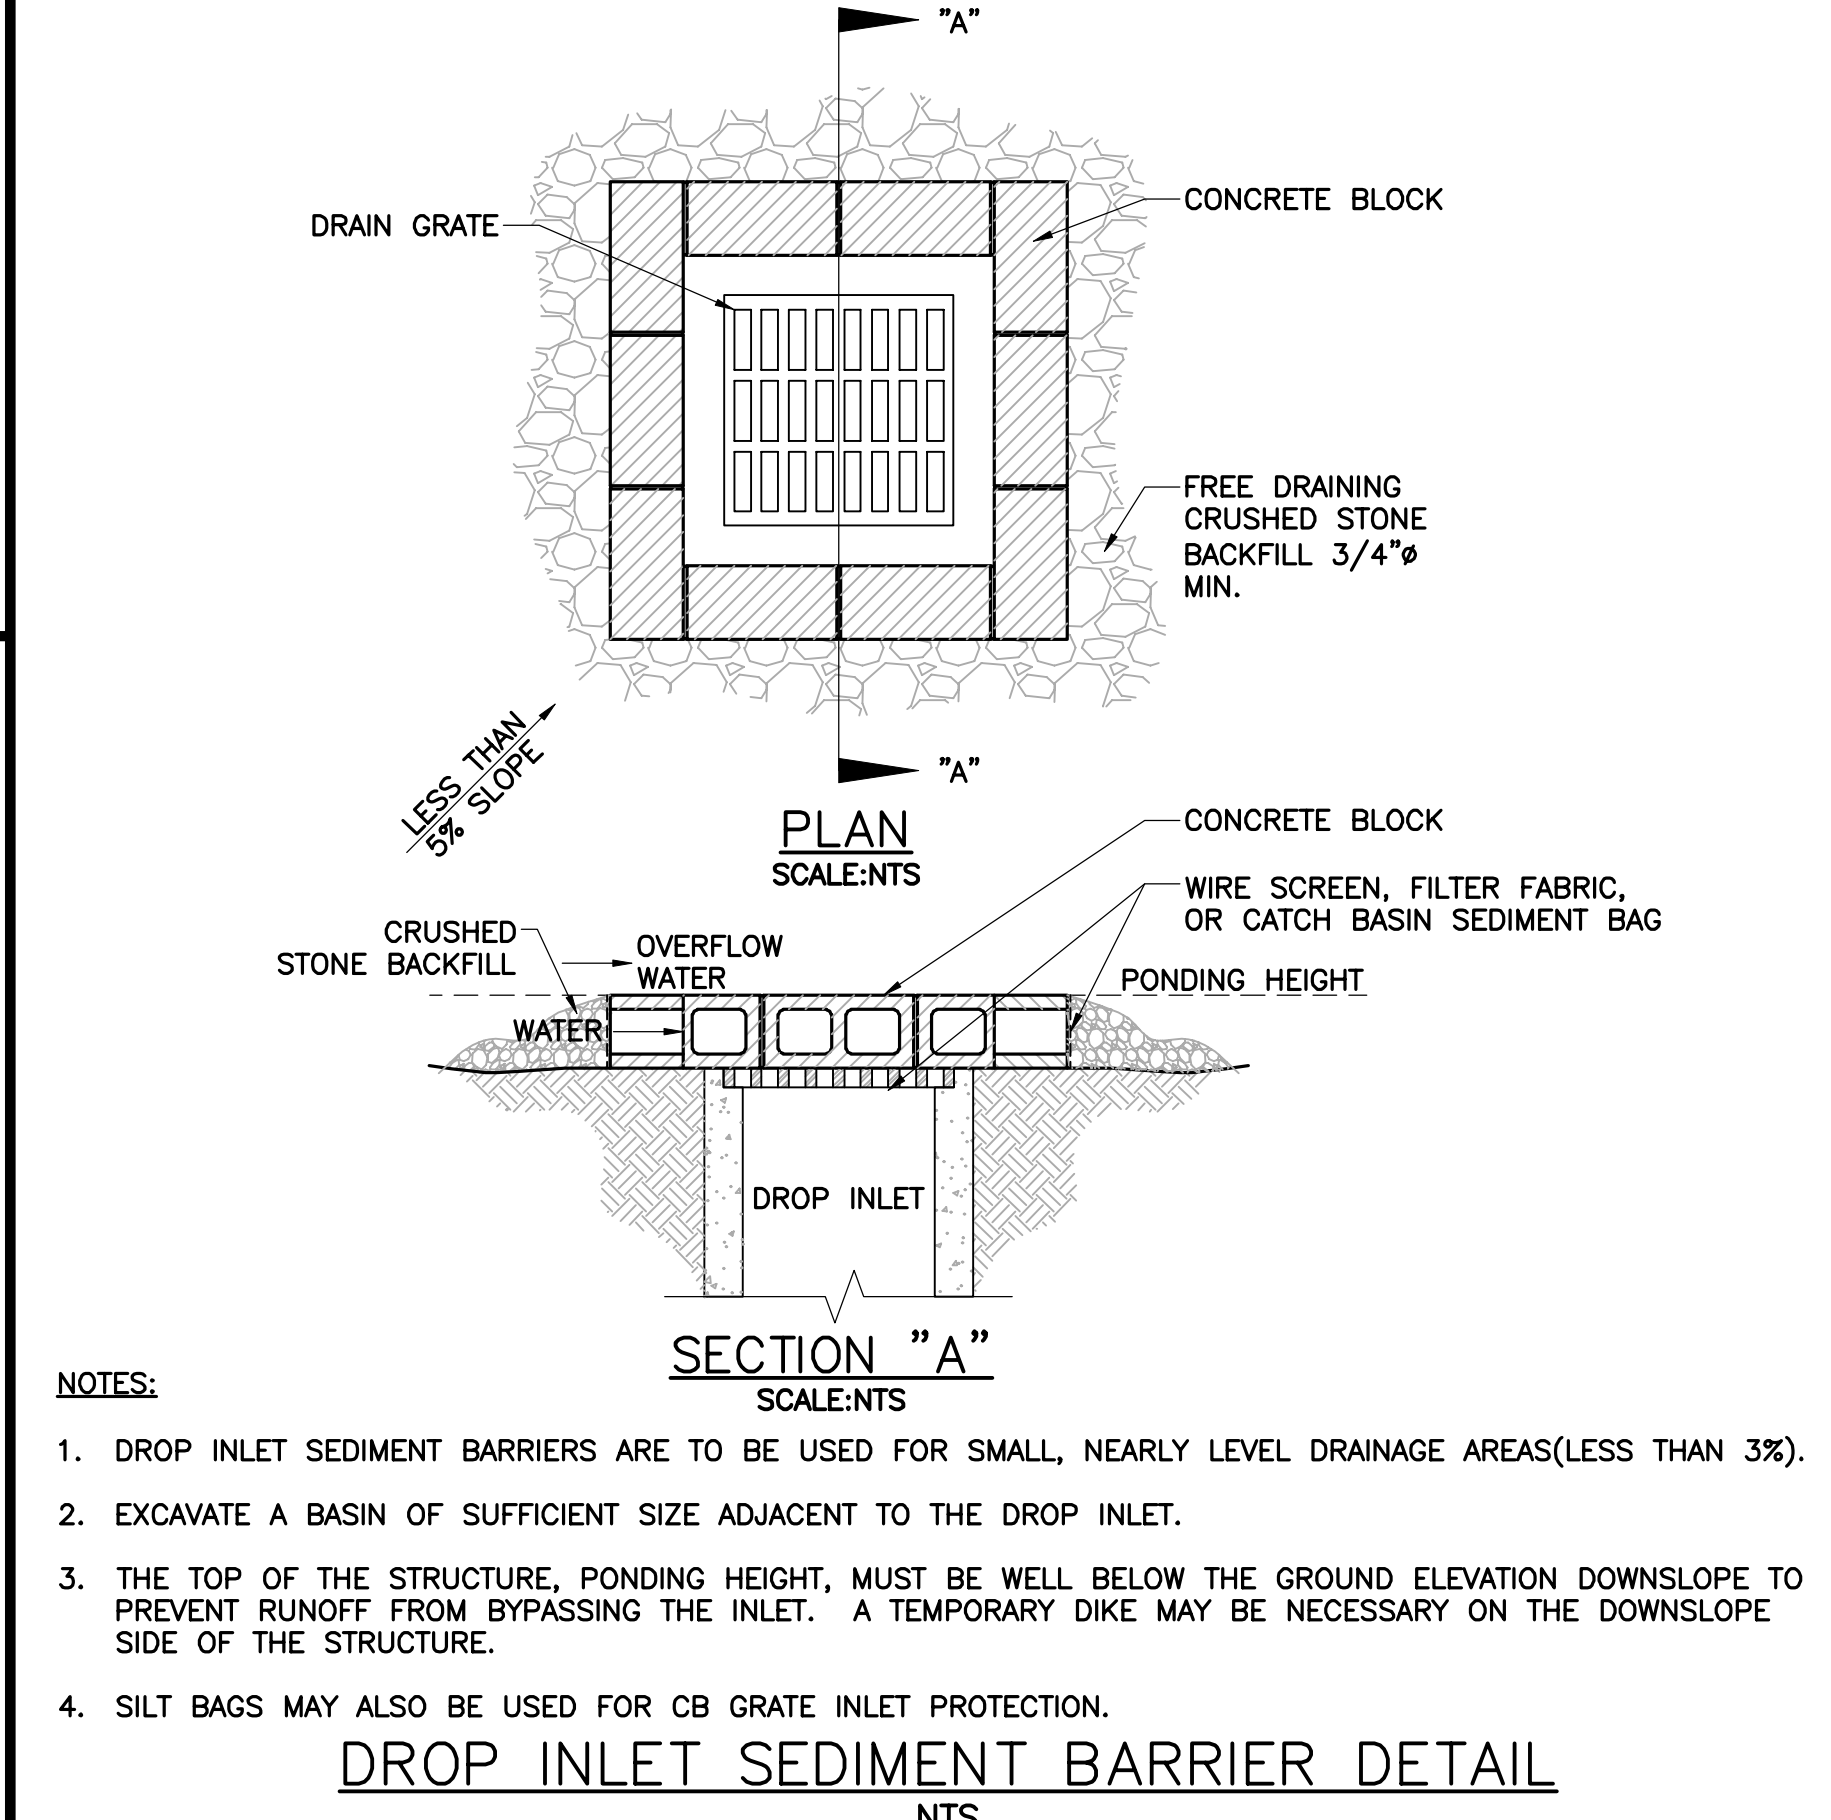 ”A”
DRAIN GRATE
CONCRETE BLOCK
FREE DRAINING
CRUSHED STONE
BACKFILL 3/4”ø
MIN.
LESS THAN
5% SLOPE
”A”
PLAN
SCALE:NTS
CONCRETE BLOCK
WIRE SCREEN, FILTER FABRIC,
OR CATCH BASIN SEDIMENT BAG
CRUSHED
STONE BACKFILL
OVERFLOW
WATER
PONDING HEIGHT
WATER
DROP INLET
SECTION ”A”
SCALE:NTS
NOTES:
1. DROP INLET SEDIMENT BARRIERS ARE TO BE USED FOR SMALL, NEARLY LEVEL DRAINAGE AREAS(LESS THAN 3%).
2. EXCAVATE A BASIN OF SUFFICIENT SIZE ADJACENT TO THE DROP INLET.
3. THE TOP OF THE STRUCTURE, PONDING HEIGHT, MUST BE WELL BELOW THE GROUND ELEVATION DOWNSLOPE TO
PREVENT RUNOFF FROM BYPASSING THE INLET. A TEMPORARY DIKE MAY BE NECESSARY ON THE DOWNSLOPE
SIDE OF THE STRUCTURE.
4. SILT BAGS MAY ALSO BE USED FOR CB GRATE INLET PROTECTION.
DROP INLET SEDIMENT BARRIER DETAIL
NTS